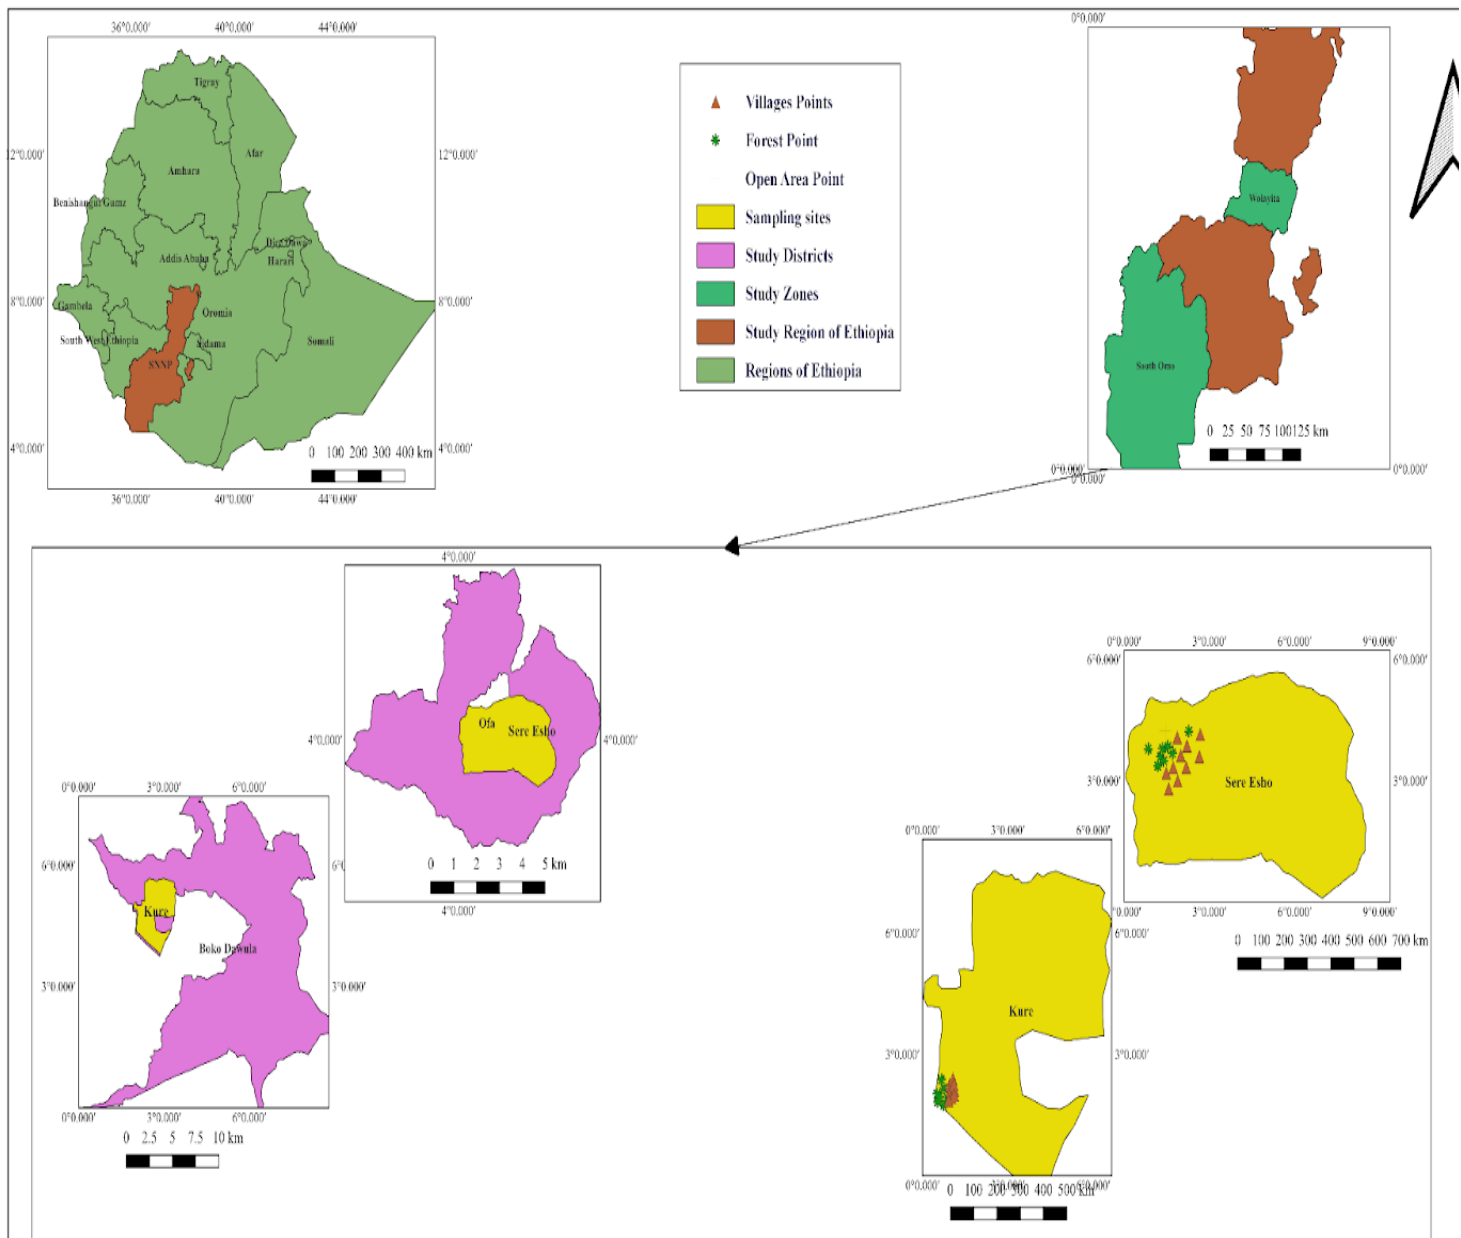 36°0.000' 40°0.000' 44°0.000'
Tigray
12°0.000' 12°0.000'
Afar
Amhara
Benishangul Gumz
Dire Dawa
Addis Ababa Harari
8°0.000' Gambela 8°0.000'
Oromia
South West Ethiopia Sidama Somali
SNNP
4°0.000' 4°0.000'
0 100 200 300 400 km
36°0.000' 40°0.000' 44°0.000'
Villages Points
Forest Point
Open Area Point
Sampling sites
Study Districts
Study Zones
Study Region of Ethiopia
Regions of Ethiopia
0°0.000'
Wolayita
South Omo
0 25 50 75 100125 km
0°0.000' 0°0.000'
0°0.000'
4°0.000'
Ofa
Sere Esho
4°0.000' 4°0.000'
0 1 2 3 4 5 km
4°0.000'
0°0.000' 3°0.000' 6°0.000'
6°0.000' 6°0
Kure
Boko Dawula
3°0.000' 3°0.000'
0°0.000' 3°0.000' 6°0.000'
0 2.5 5 7.5 10 km
0°0.000' 3°0.000' 6°0.000' 9°0.000'
6°0.000' 6°0.000'
3°0.000' Sere Esho 3°0.000'
0°0.000' 3°0.000' 6°0.000' 9°0.000'
0 100 200 300 400 500 600 700 km
0°0.000' 3°0.000' 6°0.000'
6°0.000' 6°0.000'
Kure
3°0.000' 3°0.000'
0°0.000'
0 100 200 300 400 500 km